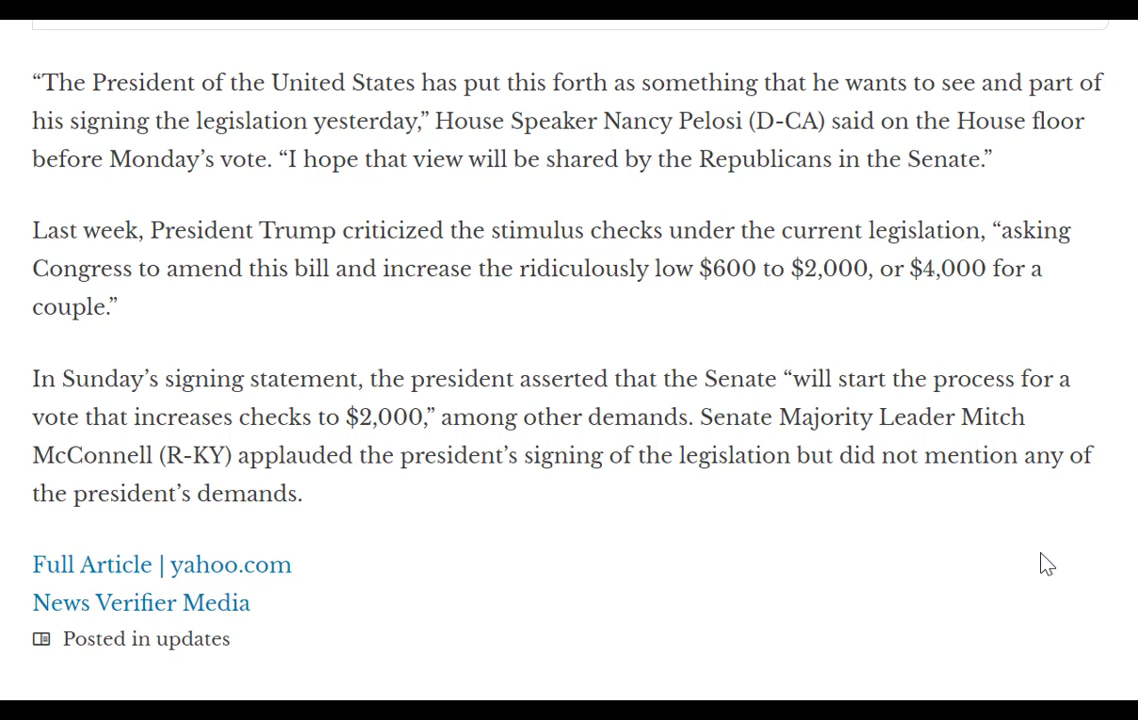 “The President of the United States has put this forth as something that he wants to see and part of
his signing the legislation yesterday,” House Speaker Nancy Pelosi (D-CA) said on the House floor
before Monday’s vote. “I hope that view will be shared by the Republicans in the Senate.”
Last week, President Trump criticized the stimulus checks under the current legislation, “asking
Congress to amend this bill and increase the ridiculously low $600 to $2,000, or $4,000 for a
couple.”
In Sunday’s signing statement, the president asserted that the Senate “will start the process for a
vote that increases checks to $2,000,” among other demands. Senate Majority Leader Mitch
McConnell (R-KY) applauded the president’s signing of the legislation but did not mention any of
the president’s demands.
Full Article | yahoo.com
News Verifier Media
Posted in updates